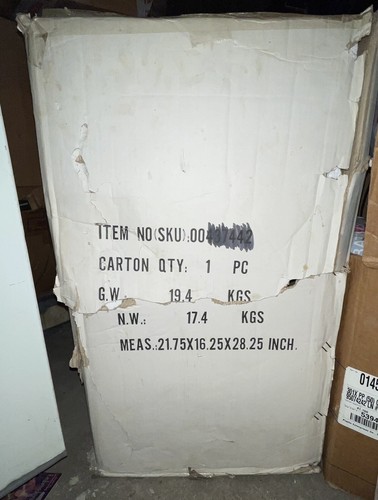 ITEM NO(SKU):00
CARTON QTY: 1 PC
G.W.: 19.4 KGS
N.W.: 17.4 KGS
MEAS.:21.75X16.25X28.25 INCH.
0145